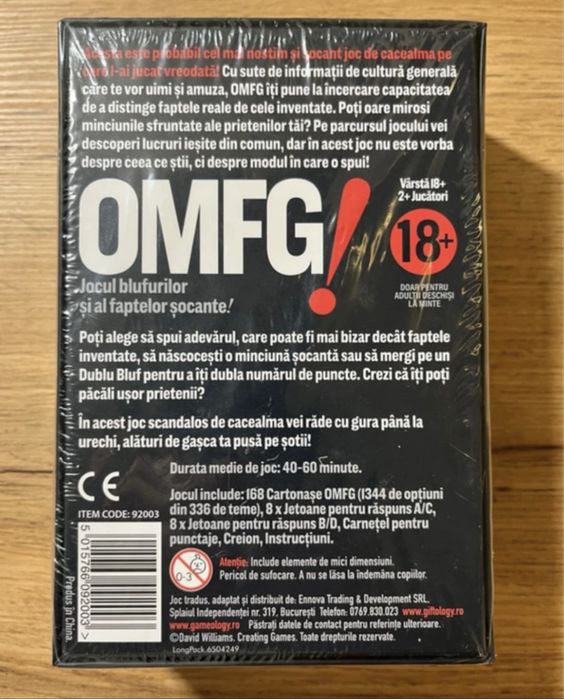 Acesta este probabil cel mai nostim și șocant joc de cacealma pe
care l-ai jucat vreodată! Cu sute de informații de cultură generală
care te vor uimi și amuza, OMFG îți pune la încercare capacitatea
de a distinge faptele reale de cele inventate. Poți oare mirosi
minciunile sfruntate ale prietenilor tăi? Pe parcursul jocului vei
descoperi lucruri ieșite din comun, dar în acest joc nu este vorba
despre ceea ce știi, ci despre modul în care o spui!
OMFG!
Vârstă 18+
2+ Jucători
18+
DOAR PENTRU
ADULȚII DESCHIȘI
LA MINTE
Jocul blufurilor
și al faptelor șocante!
Poți alege să spui adevărul, care poate fi mai bizar decât faptele
inventate, să născocești o minciună șocantă sau să mergi pe un
Dublu Bluf pentru a îți dubla numărul de puncte. Crezi că îți poți
păcăli ușor prietenii?
În acest joc scandalos de cacealma vei râde cu gura până la
urechi, alături de gașca ta pusă pe șotii!
CE
ITEM CODE: 92003
5 015766 092003 >
Produs în China
Durata medie de joc: 40-60 minute.
Jocul include: 168 Cartonașe OMFG (1344 de opțiuni
din 336 de teme), 8 x Jetoane pentru răspuns A/C,
8 x Jetoane pentru răspuns B/D, Carnețel pentru
punctaje, Creion, Instrucțiuni.
0-3
Atenție: Include elemente de mici dimensiuni.
Pericol de sufocare. A nu se lăsa la îndemâna copiilor.
Joc tradus, adaptat și distribuit de: Ennova Trading & Development SRL,
Splaiul Independenței nr. 319, București Telefon: 0769.830.023 www.giftology.ro
www.gameology.ro Păstrați datele de contact pentru referințe ulterioare.
©David Williams. Creating Games. Toate drepturile rezervate.
LongPack 6504249